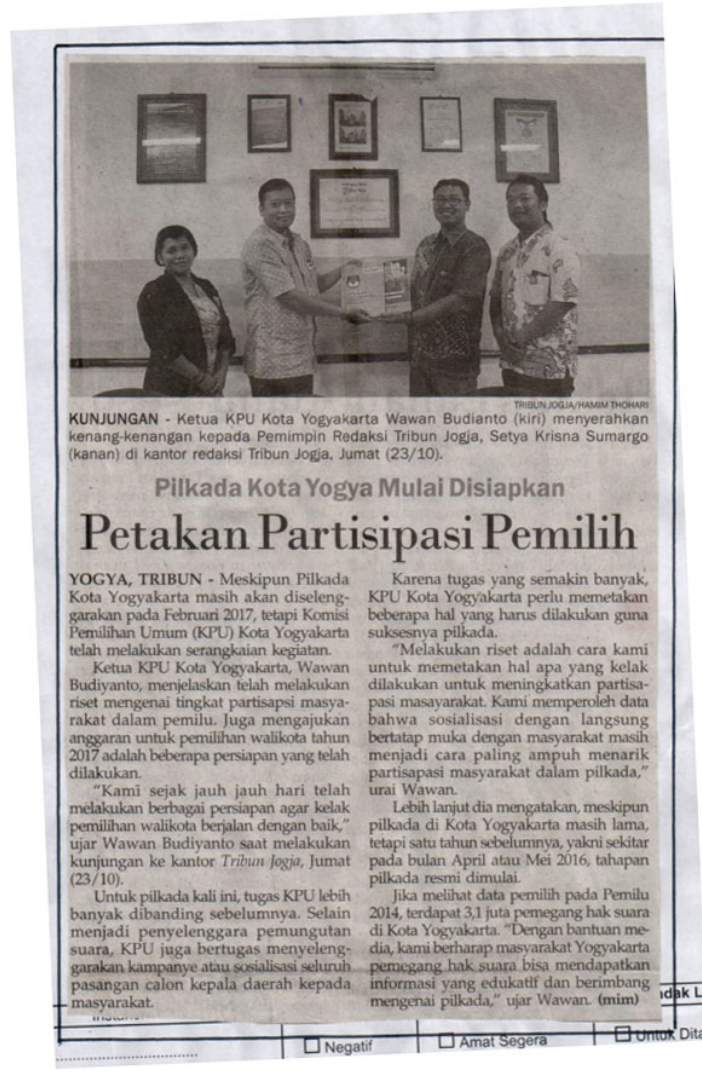 TRIBUN JOGJA/HAMIM THOHARI
KUNJUNGAN - Ketua KPU Kota Yogyakarta Wawan Budianto (kiri) menyerahkan
kenang-kenangan kepada Pemimpin Redaksi Tribun Jogja, Setya Krisna Sumargo
(kanan) di kantor redaksi Tribun Jogja, Jumat (23/10).
Pilkada Kota Yogya Mulai Disiapkan
Petakan Partisipasi Pemilih
YOGYA, TRIBUN - Meskipun Pilkada
Kota Yogyakarta masih akan diseleng-
garakan pada Februari 2017, tetapi Komisi
Pemilihan Umum (KPU) Kota Yogyakarta
telah melakukan serangkaian kegiatan.
Ketua KPU Kota Yogyakarta, Wawan
Budiyanto, menjelaskan telah melakukan
riset mengenai tingkat partisapsi masya-
rakat dalam pemilu. Juga mengajukan
anggaran untuk pemilihan walikota tahun
2017 adalah beberapa persiapan yang telah
dilakukan.
"Kami sejak jauh jauh hari telah
melakukan berbagai persiapan agar kelak
pemilihan walikota berjalan dengan baik,"
ujar Wawan Budiyanto saat melakukan
kunjungan ke kantor Tribun Jogja, Jumat
(23/10).
Untuk pilkada kali ini, tugas KPU lebih
banyak dibanding sebelumnya. Selain
menjadi penyelenggara pemungutan
suara, KPU juga bertugas menyeleng-
garakan kampanye atau sosialisasi seluruh
pasangan calon kepala daerah kepada
masyarakat.
Karena tugas yang semakin banyak,
KPU Kota Yogyakarta perlu memetakan
beberapa hal yang harus dilakukan guna
suksesnya pilkada.
"Melakukan riset adalah cara kami
untuk memetakan hal apa yang kelak
dilakukan untuk meningkatkan partisa-
pasi masayarakat. Kami memperoleh data
bahwa sosialisasi dengan langsung
bertatap muka dengan masyarakat masih
menjadi cara paling ampuh menarik
partisapasi masyarakat dalam pilkada,"
urai Wawan.
Lebih lanjut dia mengatakan, meskipun
pilkada di Kota Yogyakarta masih lama,
tetapi satu tahun sebelumnya, yakni sekitar
pada bulan April atau Mei 2016, tahapan
pilkada resmi dimulai.
Jika melihat data pemilih pada Pemilu
2014, terdapat 3,1 juta pemegang hak suara
di Kota Yogyakarta. "Dengan bantuan me-
dia, kami berharap masyarakat Yogyakarta
pemegang hak suara bisa mendapatkan
informasi yang edukatif dan berimbang
mengenai pilkada," ujar Wawan. (mim)
ndak L
Negatif
Amat Segera
Untuk Dita